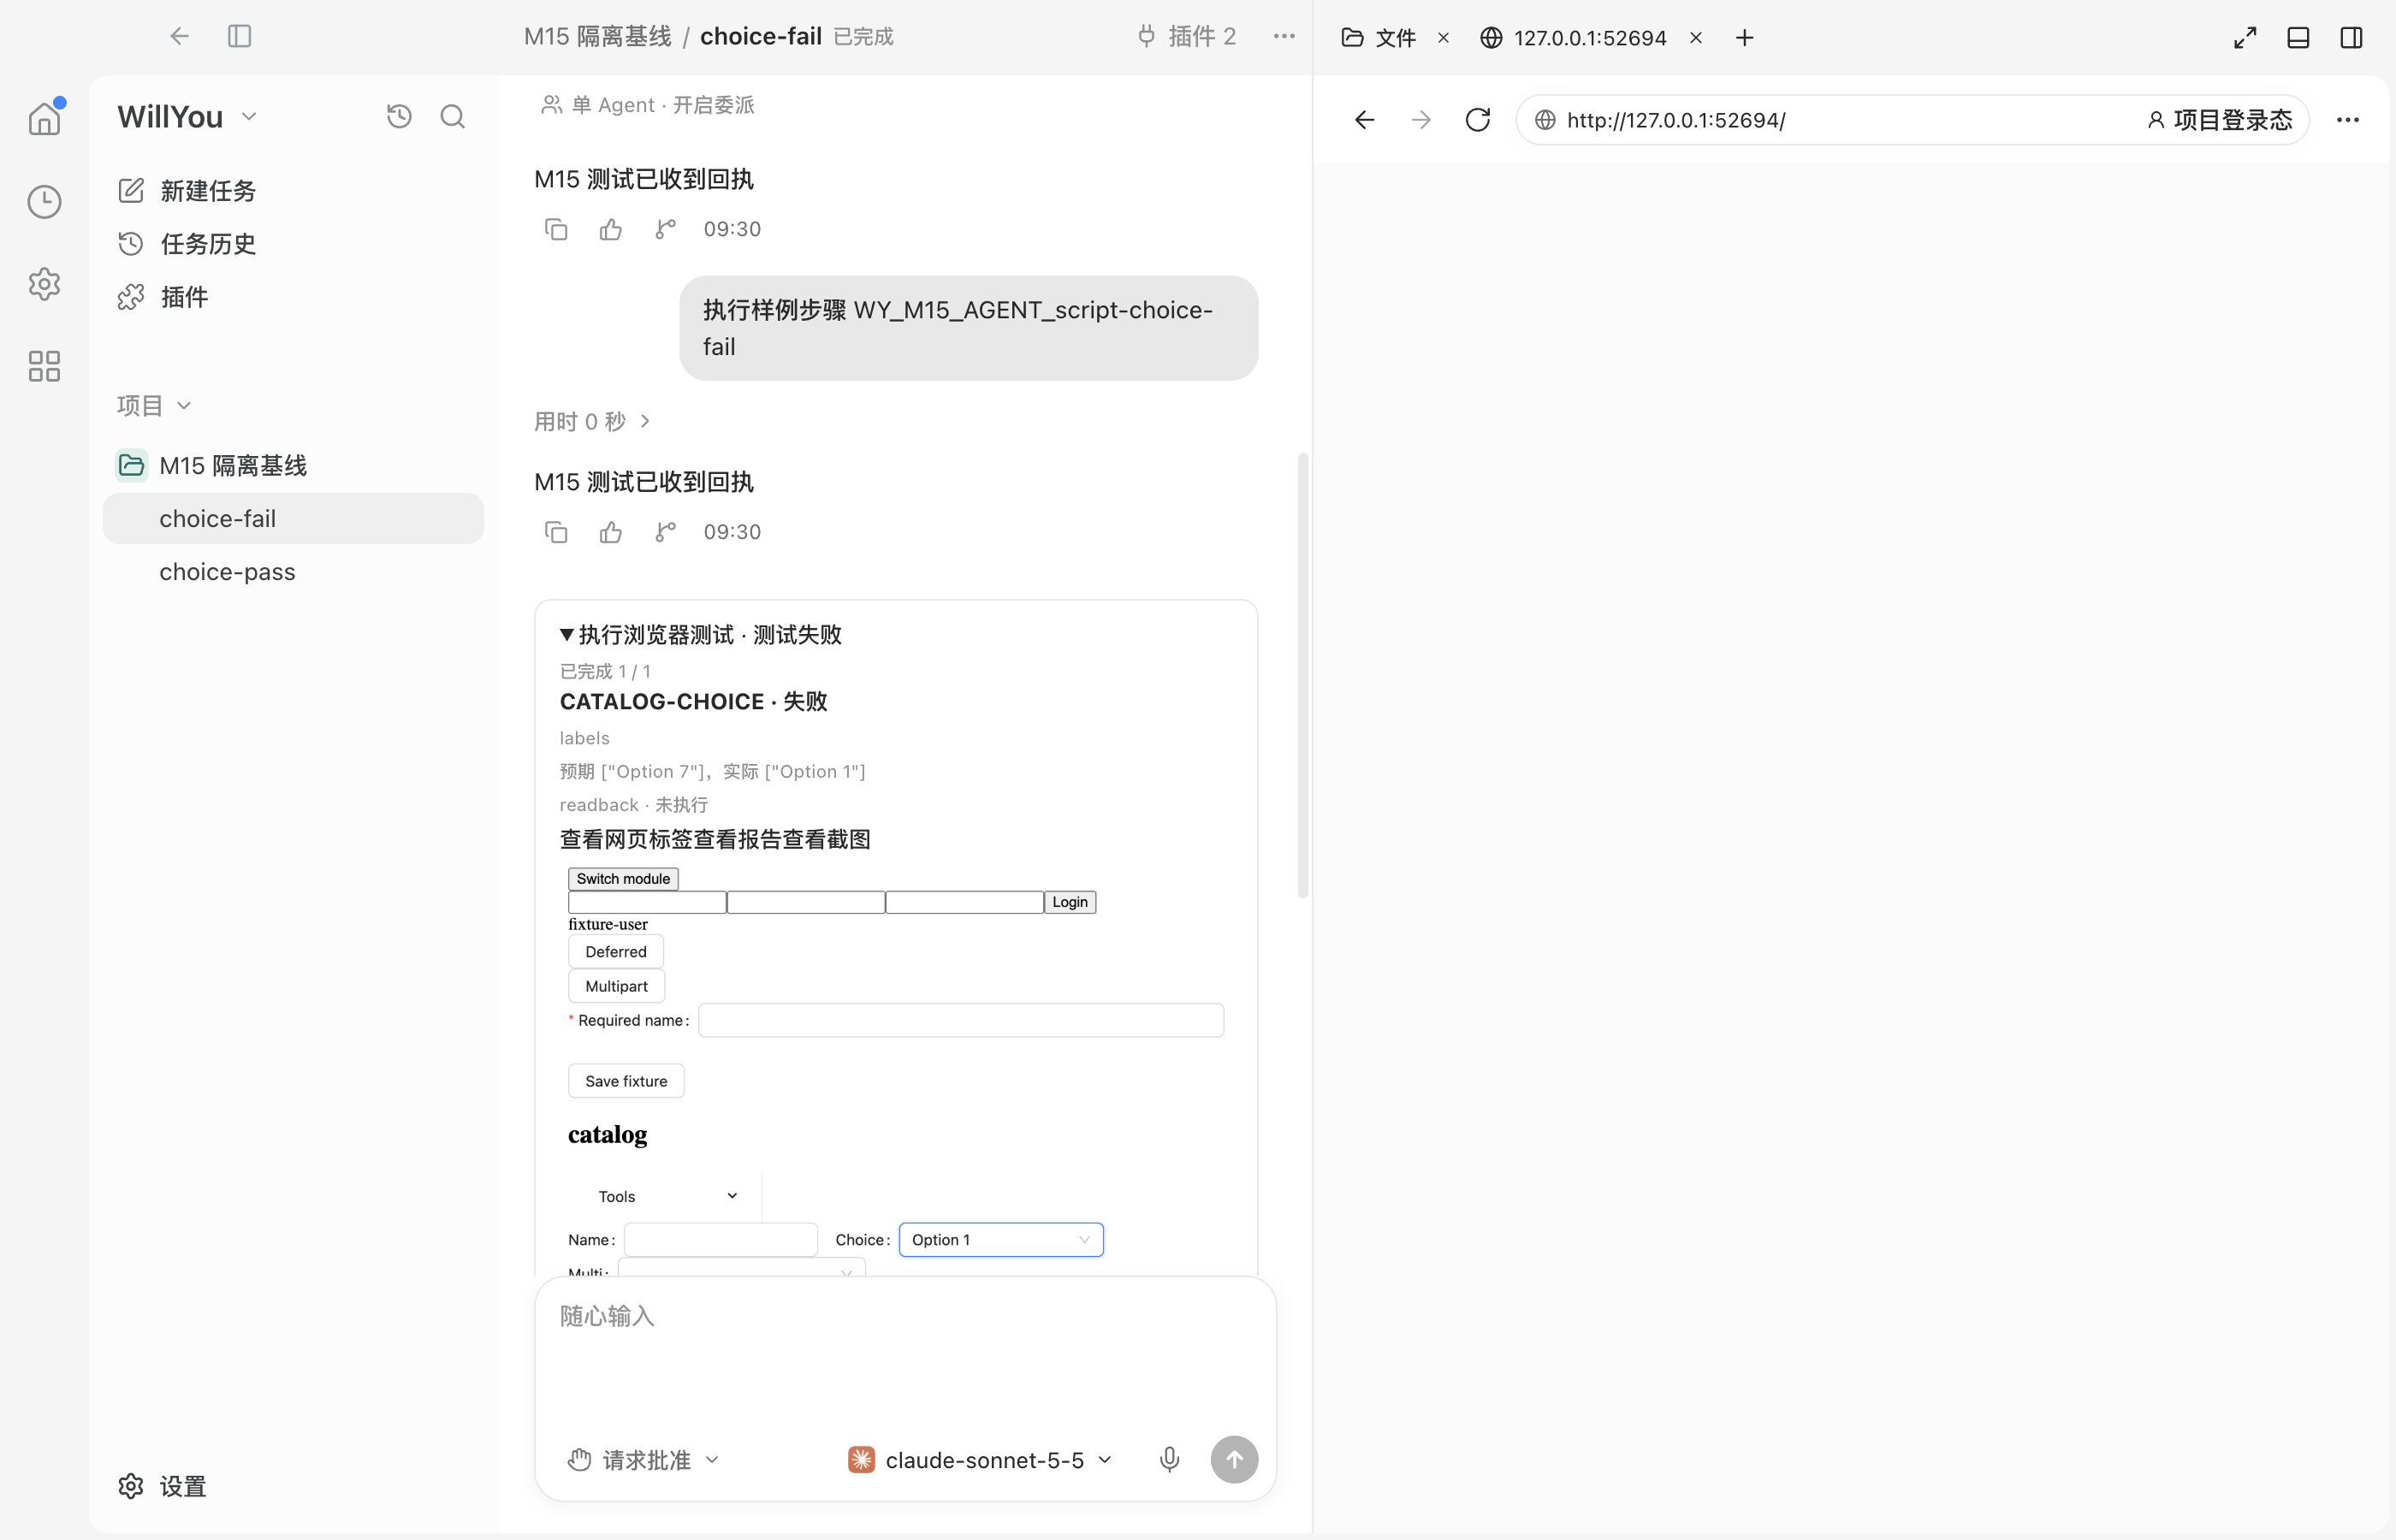 M15 隔离基线 / choice-fail 已完成
插件 2
文件
127.0.0.1:52694
WillYou
新建任务
任务历史
插件
项目
M15 隔离基线
choice-fail
choice-pass
设置
单 Agent · 开启委派
M15 测试已收到回执
09:30
执行样例步骤 WY_M15_AGENT_script-choice-
fail
用时 0 秒
M15 测试已收到回执
09:30
执行浏览器测试 · 测试失败
已完成 1 / 1
CATALOG-CHOICE · 失败
labels
预期 ["Option 7"]，实际 ["Option 1"]
readback · 未执行
查看网页标签查看报告查看截图
Switch module
Login
fixture-user
Deferred
Multipart
* Required name:
Save fixture
catalog
Tools
Name: Choice: Option 1
Multi:
随心输入
请求批准
claude-sonnet-5-5
http://127.0.0.1:52694/
项目登录态